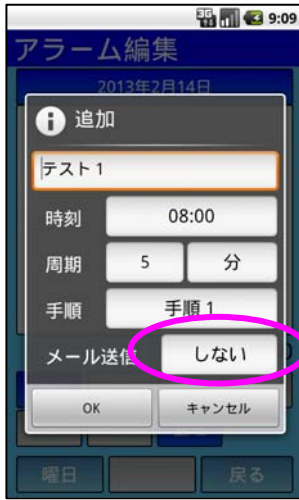 3G 9:09
アラーム編集
2013年2月14日
追加
テスト1
時刻 08:00
周期 5 分
手順 手順1
メール送信 しない
OK キャンセル
曜日 戻る